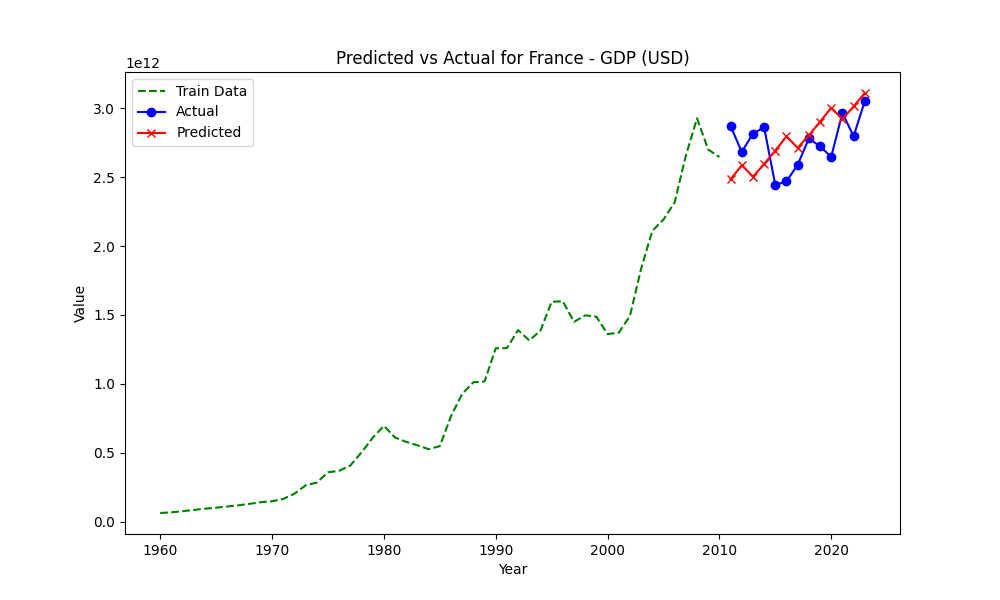 Predicted vs Actual for France - GDP (USD)
1e12
Train Data
Actual
Predicted
3.0
2.5
2.0
1.5
1.0
0.5
0.0
Value
1960 1970 1980 1990 2000 2010 2020
Year